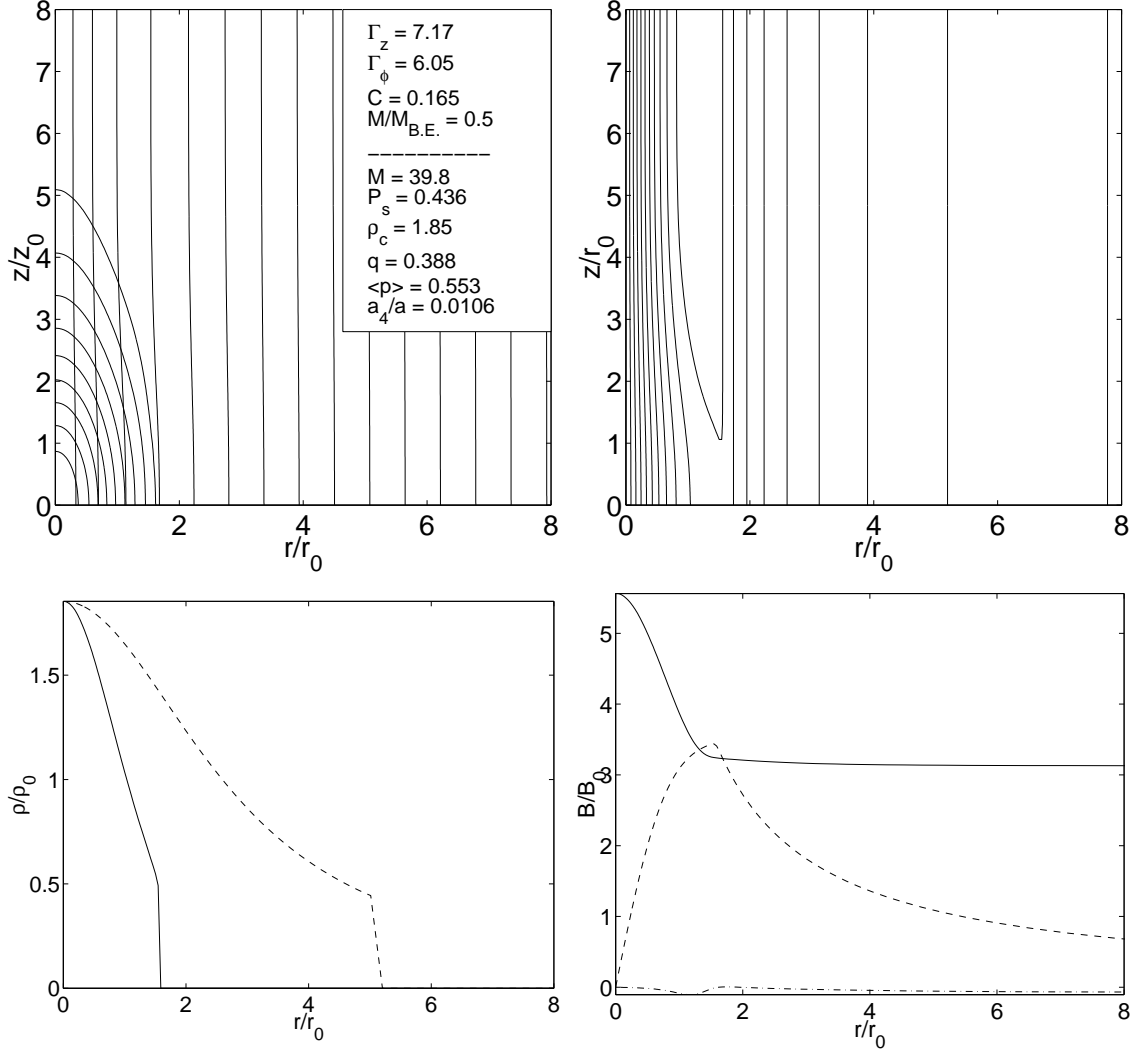 8
7
6
5
4
3
2
1
0
z/z_0
0 2 4 6 8
r/r_0
Γ_z = 7.17
Γ_ϕ = 6.05
C = 0.165
M/M_B.E. = 0.5
----------
M = 39.8
P_s = 0.436
ρ_c = 1.85
q = 0.388
<p> = 0.553
a_4/a = 0.0106
8
7
6
5
4
3
2
1
0
z/r_0
0 2 4 6 8
r/r_0
1.5
1
0.5
0
ρ/ρ_0
0 2 4 6 8
r/r_0
5
4
3
2
1
0
B/B_0
0 2 4 6 8
r/r_0